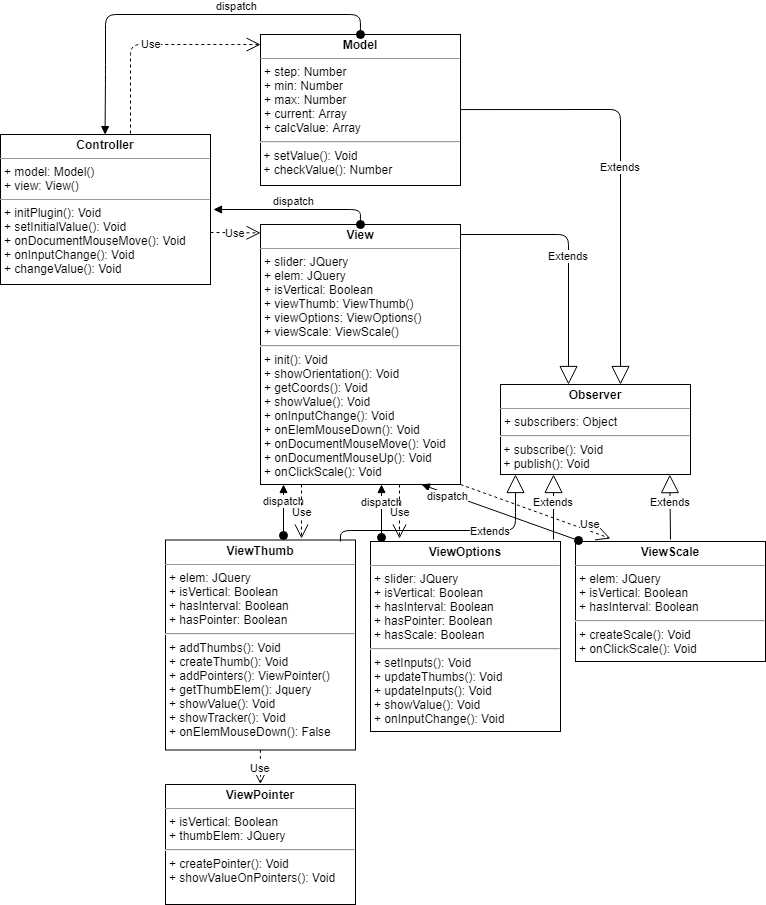 dispatch
Use
Model
+ step: Number
+ min: Number
+ max: Number
+ current: Array
+ calcValue: Array
+ setValue(): Void
+ checkValue(): Number
Extends
Controller
+ model: Model()
+ view: View()
+ initPlugin(): Void
+ setInitialValue(): Void
+ onDocumentMouseMove(): Void
+ onInputChange(): Void
+ changeValue(): Void
dispatch
Use
View
+ slider: JQuery
+ elem: JQuery
+ isVertical: Boolean
+ viewThumb: ViewThumb()
+ viewOptions: ViewOptions()
+ viewScale: ViewScale()
+ init(): Void
+ showOrientation(): Void
+ getCoords(): Void
+ showValue(): Void
+ onInputChange(): Void
+ onElemMouseDown(): Void
+ onDocumentMouseMove(): Void
+ onDocumentMouseUp(): Void
+ onClickScale(): Void
Extends
Observer
+ subscribers: Object
+ subscribe(): Void
+ publish(): Void
dispatch
Use
dispatch
Use
dispatch
Extends
Extends
Use
Extends
ViewThumb
+ elem: JQuery
+ isVertical: Boolean
+ hasInterval: Boolean
+ hasPointer: Boolean
+ addThumbs(): Void
+ createThumb(): Void
+ addPointers(): ViewPointer()
+ getThumbElem(): Jquery
+ showValue(): Void
+ showTracker(): Void
+ onElemMouseDown(): False
ViewOptions
+ slider: JQuery
+ isVertical: Boolean
+ hasInterval: Boolean
+ hasPointer: Boolean
+ hasScale: Boolean
+ setInputs(): Void
+ updateThumbs(): Void
+ updateInputs(): Void
+ showValue(): Void
+ onInputChange(): Void
ViewScale
+ elem: JQuery
+ isVertical: Boolean
+ hasInterval: Boolean
+ createScale(): Void
+ onClickScale(): Void
Use
ViewPointer
+ isVertical: Boolean
+ thumbElem: JQuery
+ createPointer(): Void
+ showValueOnPointers(): Void